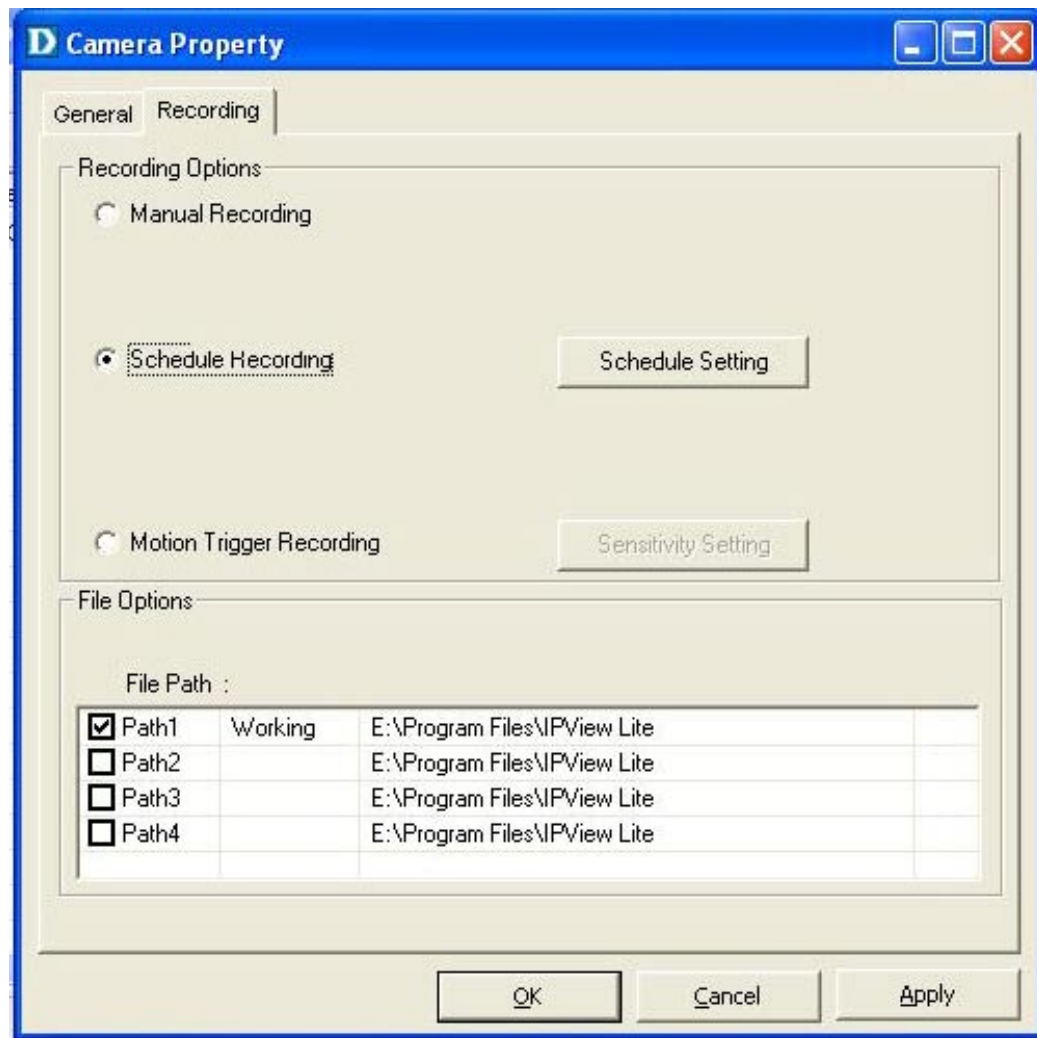 D Camera Property
General Recording
Recording Options
Manual Recording
Schedule Recording
Schedule Setting
Motion Trigger Recording
Sensitivity Setting
File Options
File Path :
Path1 Working E:\Program Files\IPView Lite
Path2 E:\Program Files\IPView Lite
Path3 E:\Program Files\IPView Lite
Path4 E:\Program Files\IPView Lite
OK Cancel Apply